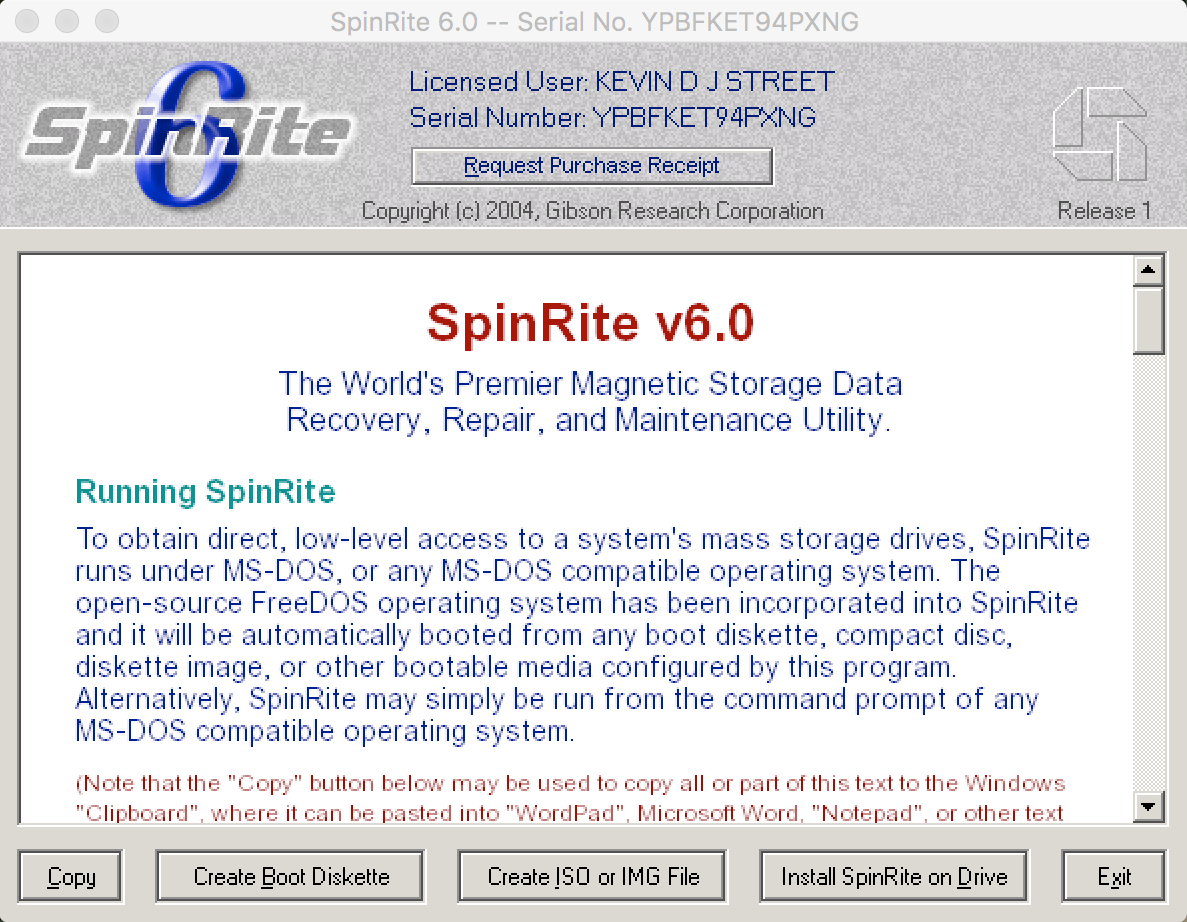 SpinRite 6.0 -- Serial No. YPBFKET94PXNG
SpinRite 6
Licensed User: KEVIN D J STREET
Serial Number: YPBFKET94PXNG
Request Purchase Receipt
Copyright (c) 2004, Gibson Research Corporation
Release 1
SpinRite v6.0
The World's Premier Magnetic Storage Data
Recovery, Repair, and Maintenance Utility.
Running SpinRite
To obtain direct, low-level access to a system's mass storage drives, SpinRite
runs under MS-DOS, or any MS-DOS compatible operating system. The
open-source FreeDOS operating system has been incorporated into SpinRite
and it will be automatically booted from any boot diskette, compact disc,
diskette image, or other bootable media configured by this program.
Alternatively, SpinRite may simply be run from the command prompt of any
MS-DOS compatible operating system.
(Note that the "Copy" button below may be used to copy all or part of this text to the Windows
"Clipboard", where it can be pasted into "WordPad", Microsoft Word, "Notepad", or other text
Copy
Create Boot Diskette
Create ISO or IMG File
Install SpinRite on Drive
Exit